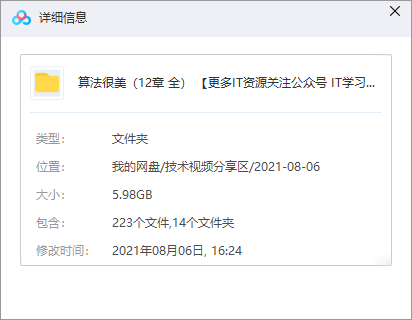 详细信息
算法很美（12章 全） 【更多IT资源关注公众号 IT学习...
类型： 文件夹
位置： 我的网盘/技术视频分享区/2021-08-06
大小： 5.98GB
包含： 223个文件,14个文件夹
修改时间： 2021年08月06日, 16:24